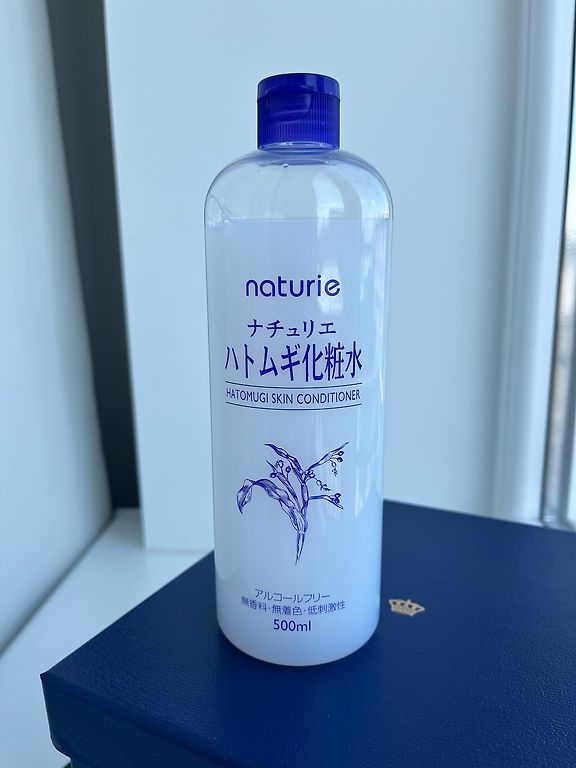 naturie
ナチュリエ
ハトムギ化粧水
HATOMUGI SKIN CONDITIONER
アルコールフリー
無香料・無着色・低刺激性
500ml